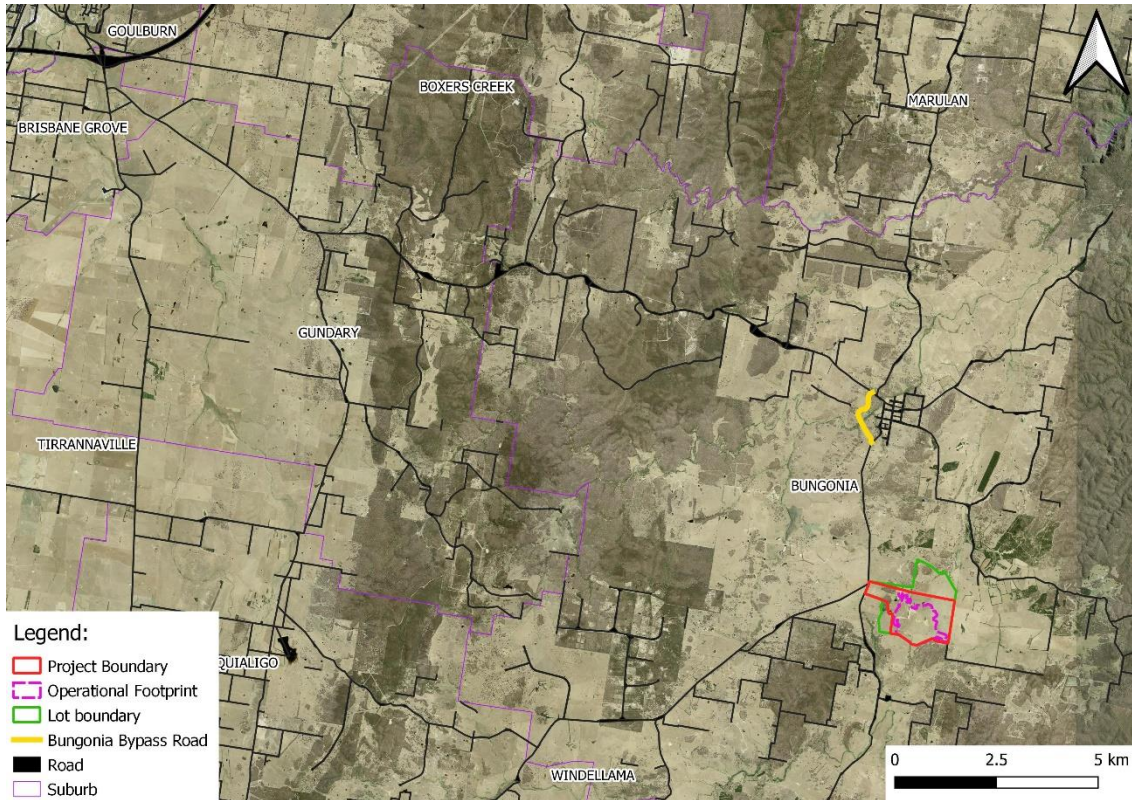 GOULBURN
BOXERS CREEK
MARULAN
BRISBANE GROVE
GUNDARY
TIRRANNAVILLE
BUNGONIA
QUIALIGO
WINDELLAMA
Legend:
Project Boundary
Operational Footprint
Lot boundary
Bungonia Bypass Road
Road
Suburb
0 2.5 5 km